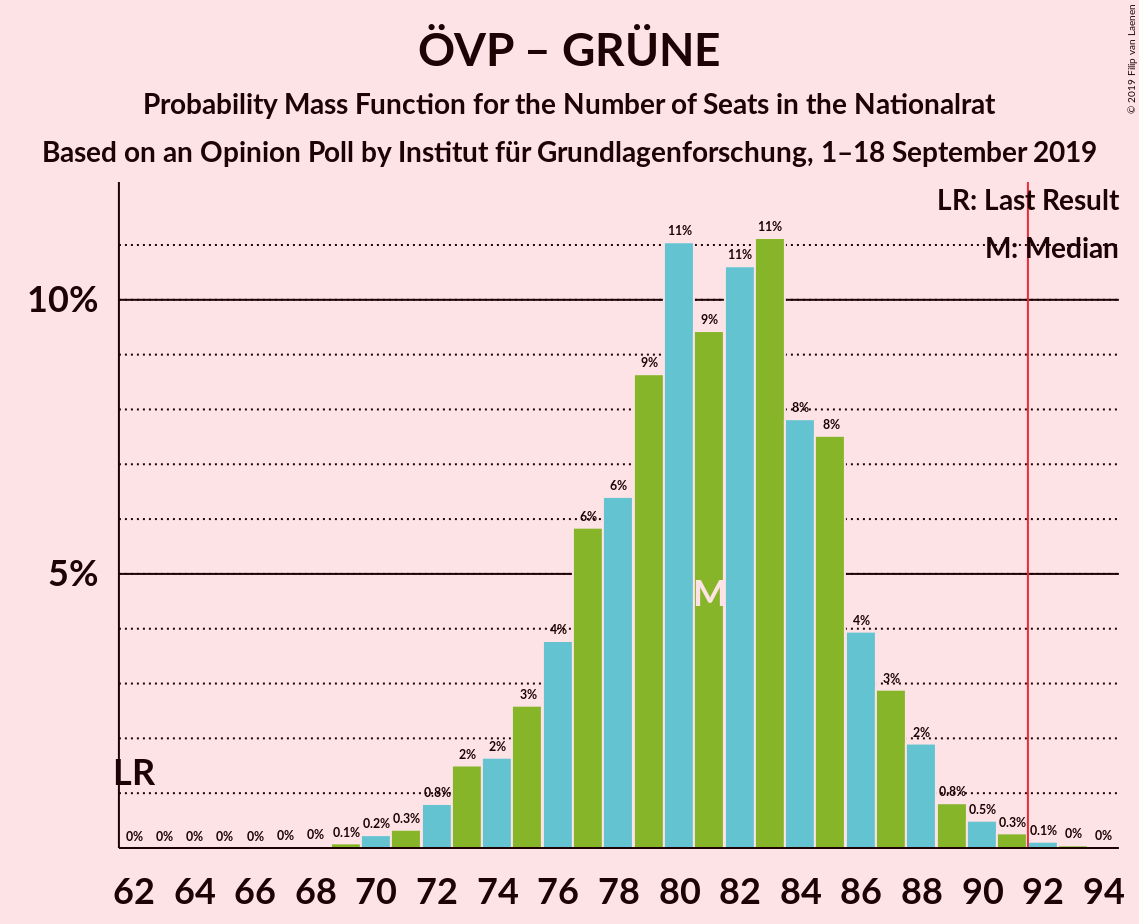 ÖVP – GRÜNE
Probability Mass Function for the Number of Seats in the Nationalrat
Based on an Opinion Poll by Institut für Grundlagenforschung, 1–18 September 2019
© 2019 Filip van Laenen
LR: Last Result
M: Median
10%
5%
LR
M
0% 0% 0% 0% 0% 0% 0% 0.1% 0.2% 0.3% 0.8% 2% 2% 3% 4% 6% 6% 9% 11% 9% 11% 11% 8% 8% 4% 3% 2% 0.8% 0.5% 0.3% 0.1% 0% 0%
62 64 66 68 70 72 74 76 78 80 82 84 86 88 90 92 94